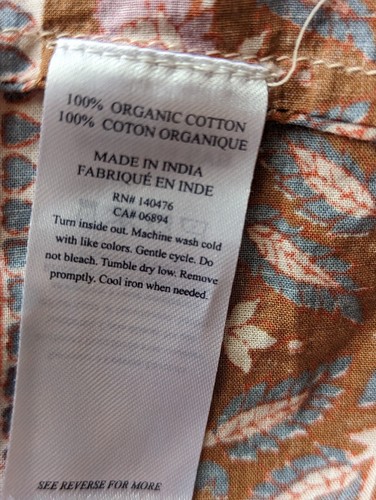 100% ORGANIC COTTON
100% COTON ORGANIQUE
MADE IN INDIA
FABRIQUÉ EN INDE
RN# 140476
CA# 06894
Turn inside out. Machine wash cold
with like colors. Gentle cycle. Do
not bleach. Tumble dry low. Remove
promptly. Cool iron when needed.
SEE REVERSE FOR MORE